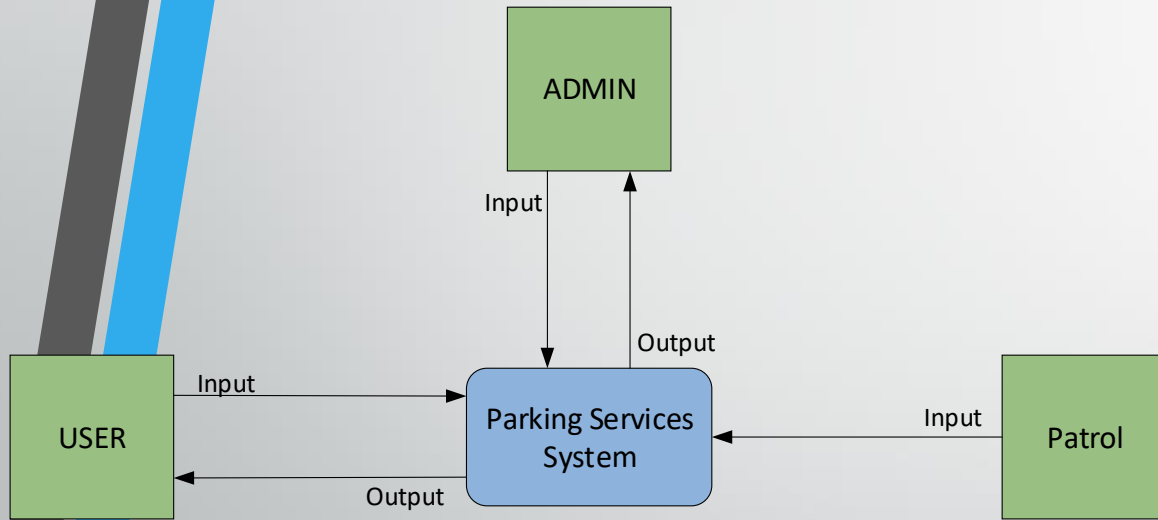 ADMIN
Input
Output
Input
Parking Services
System
Input
USER
Patrol
Output